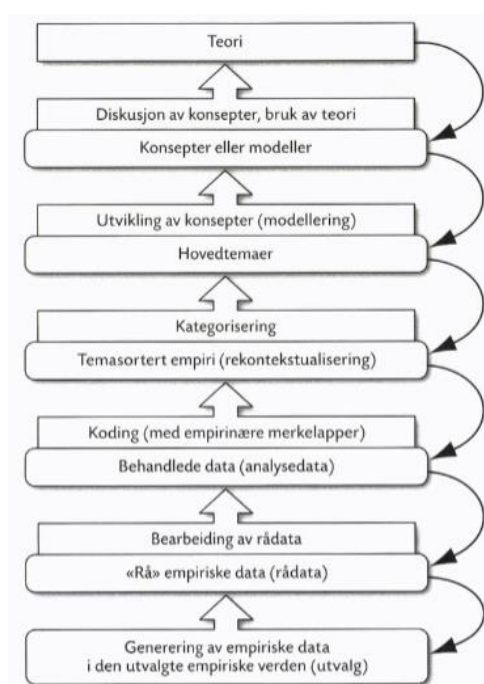 Teori
Diskusjon av konsepter, bruk av teori
Konsepter eller modeller
Utvikling av konsepter (modellering)
Hovedtemaer
Kategorisering
Temasortert empiri (rekontekstualisering)
Koding (med empirinære merkelapper)
Behandlede data (analysedata)
Bearbeiding av rådata
«Rå» empiriske data (rådata)
Generering av empiriske data
i den utvalgte empiriske verden (utvalg)